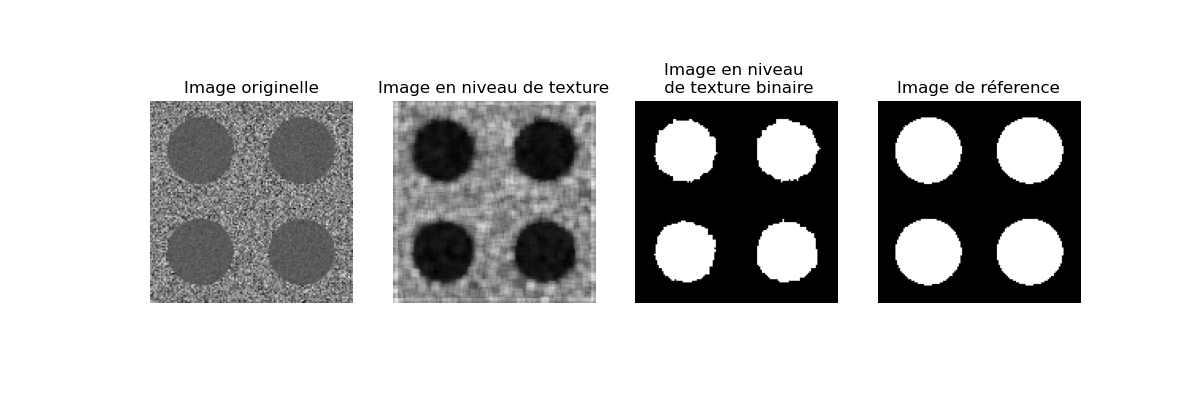 Image originelle
Image en niveau de texture
Image en niveau
de texture binaire
Image de réference